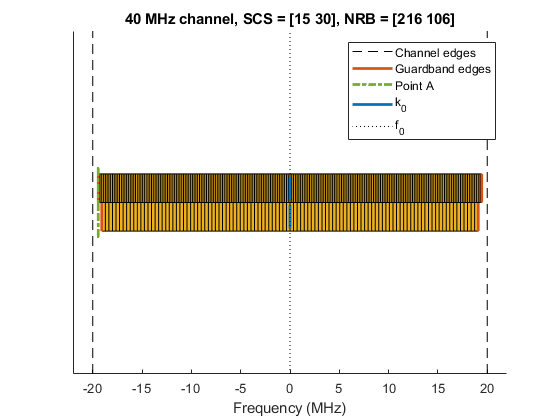 40 MHz channel, SCS = [15 30], NRB = [216 106]
Channel edges
Guardband edges
Point A
k0
f0
-20 -15 -10 -5 0 5 10 15 20
Frequency (MHz)